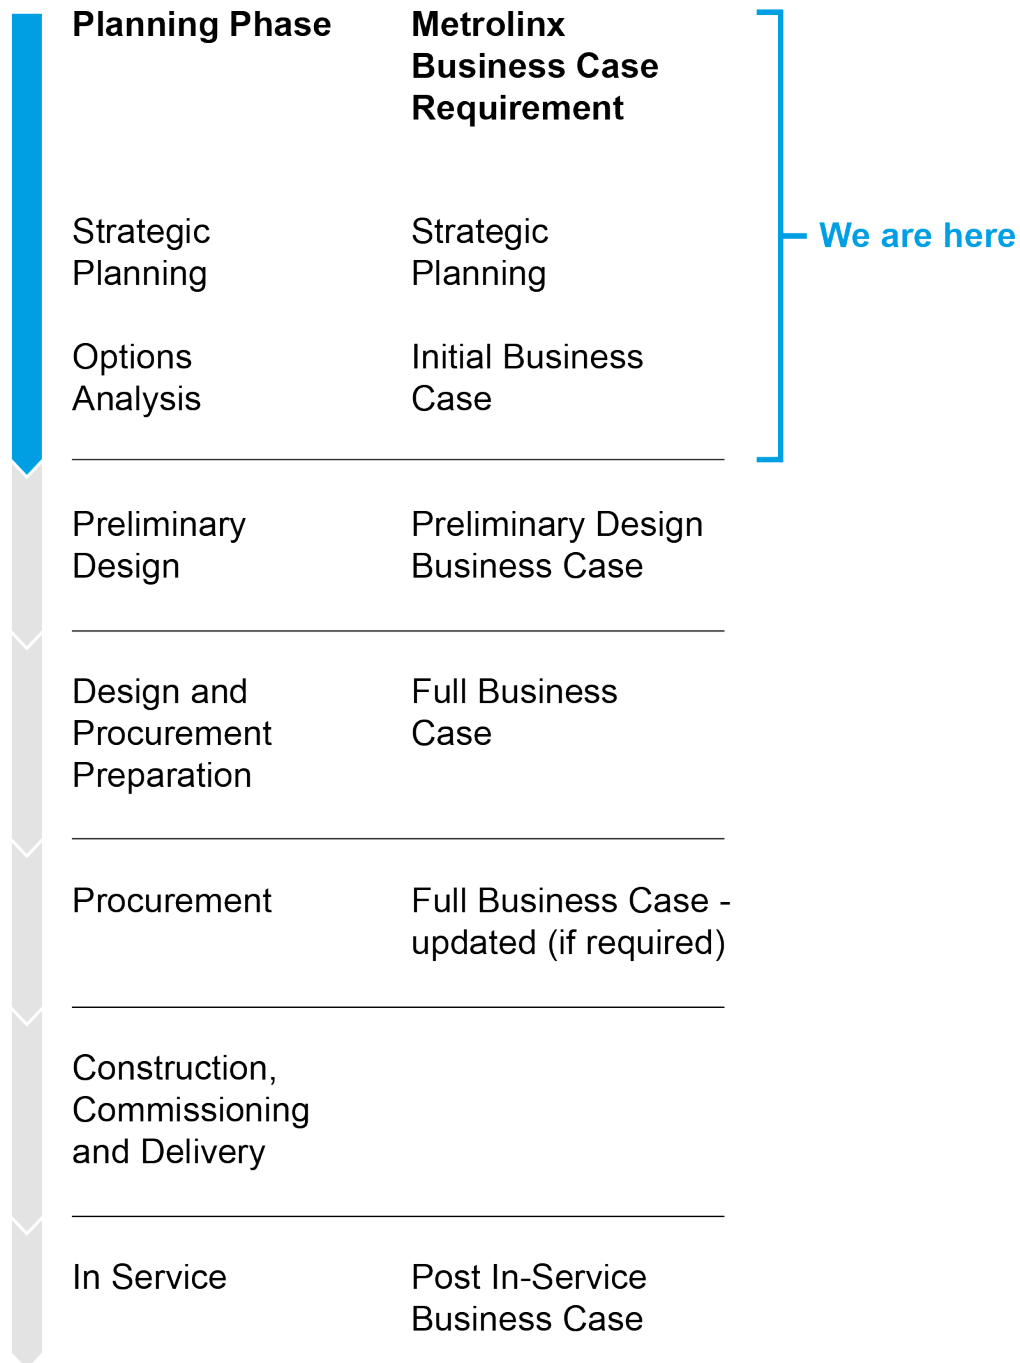 Planning Phase
Metrolinx
Business Case
Requirement
We are here
Strategic
Planning
Strategic
Planning
Options
Analysis
Initial Business
Case
Preliminary
Design
Preliminary Design
Business Case
Design and
Procurement
Preparation
Full Business
Case
Procurement
Full Business Case -
updated (if required)
Construction,
Commissioning
and Delivery
In Service
Post In-Service
Business Case